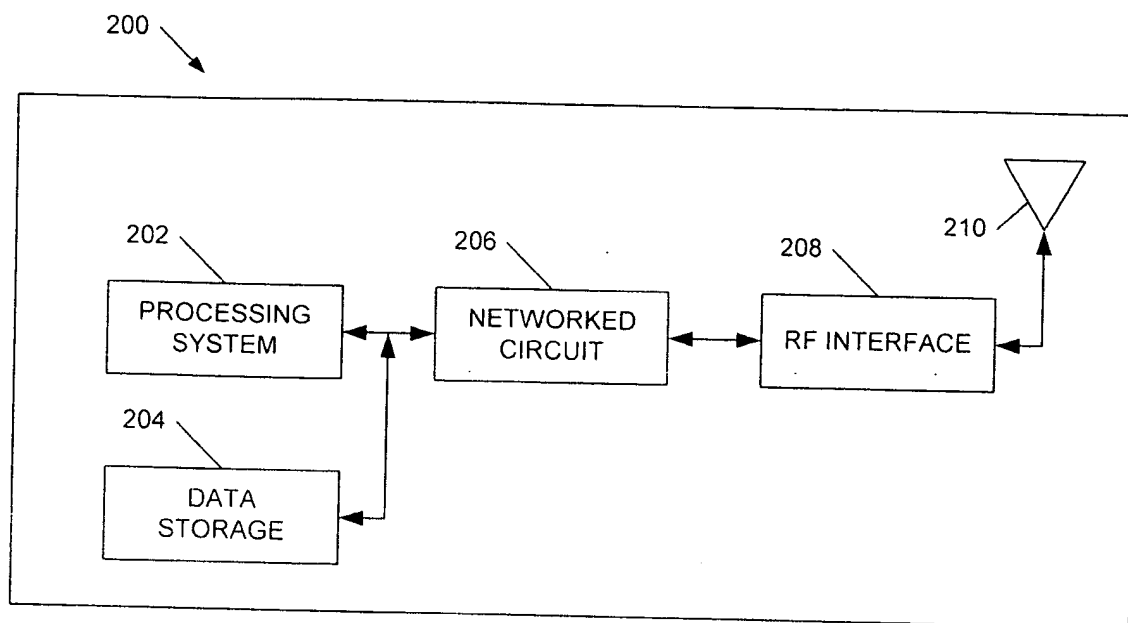 200
202
206
208
210
PROCESSING
SYSTEM
NETWORKED
CIRCUIT
RF INTERFACE
204
DATA
STORAGE